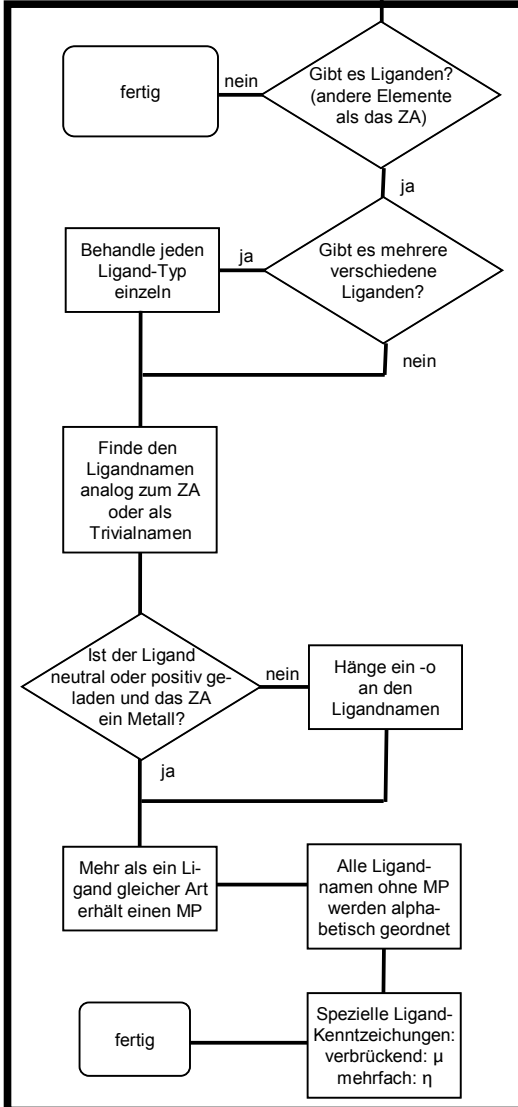 Gibt es Liganden?
(andere Elemente
als das ZA)
nein
fertig
ja
Gibt es mehrere
verschiedene
Liganden?
ja
Behandle jeden
Ligand-Typ
einzeln
nein
Finde den
Ligandnamen
analog zum ZA
oder als
Trivialnamen
Ist der Ligand
neutral oder positiv ge-
laden und das ZA
ein Metall?
nein
Hänge ein -o
an den
Ligandnamen
ja
Mehr als ein Li-
gand gleicher Art
erhält einen MP
Alle Ligand-
namen ohne MP
werden alpha-
betisch geordnet
Spezielle Ligand-
Kenntzeichungen:
verbrückend: μ
mehrfach: η
fertig